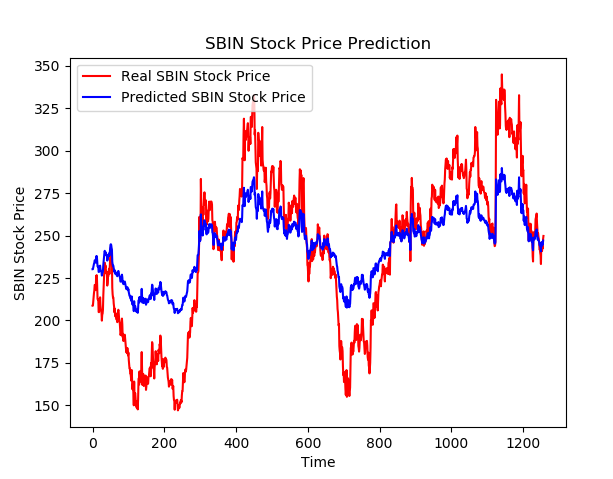 SBIN Stock Price Prediction
Real SBIN Stock Price
Predicted SBIN Stock Price
SBIN Stock Price
350
325
300
275
250
225
200
175
150
0 200 400 600 800 1000 1200
Time